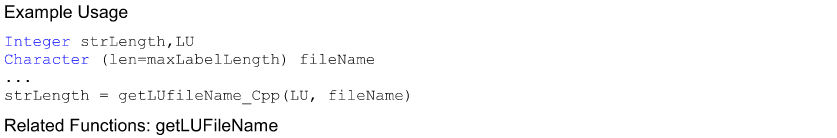 Example Usage
Integer strLength,LU
Character (len=maxLabelLength) fileName
...
strLength = getLUfileName_Cpp(LU, fileName)
Related Functions: getLUFileName